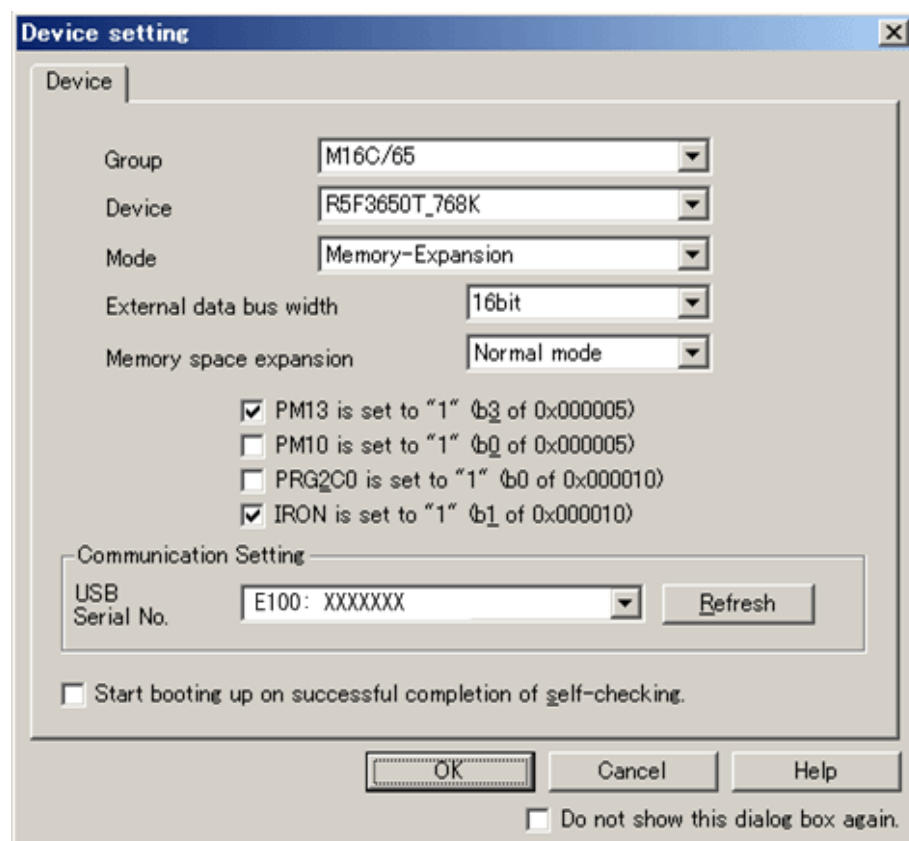 Device setting
Device
Group M16C/65
Device R5F3650T_768K
Mode Memory-Expansion
External data bus width 16bit
Memory space expansion Normal mode
PM13 is set to "1" (b3 of 0x000005)
PM10 is set to "1" (b0 of 0x000005)
PRG2C0 is set to "1" (b0 of 0x000010)
IRON is set to "1" (b1 of 0x000010)
Communication Setting
USB
Serial No. E100: XXXXXXX Refresh
Start booting up on successful completion of self-checking.
OK Cancel Help
Do not show this dialog box again.